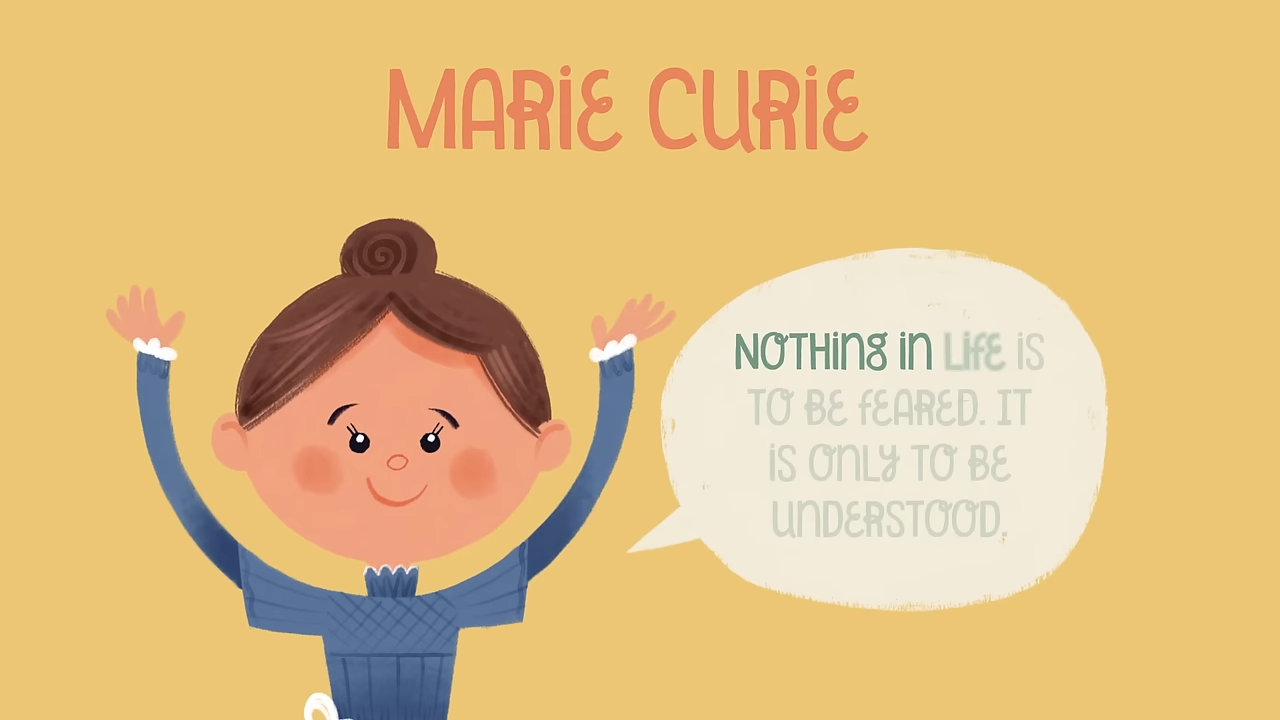 MARIE CURIE
NOTHING IN LIFE IS
TO BE FEARED. IT
IS ONLY TO BE
UNDERSTOOD.